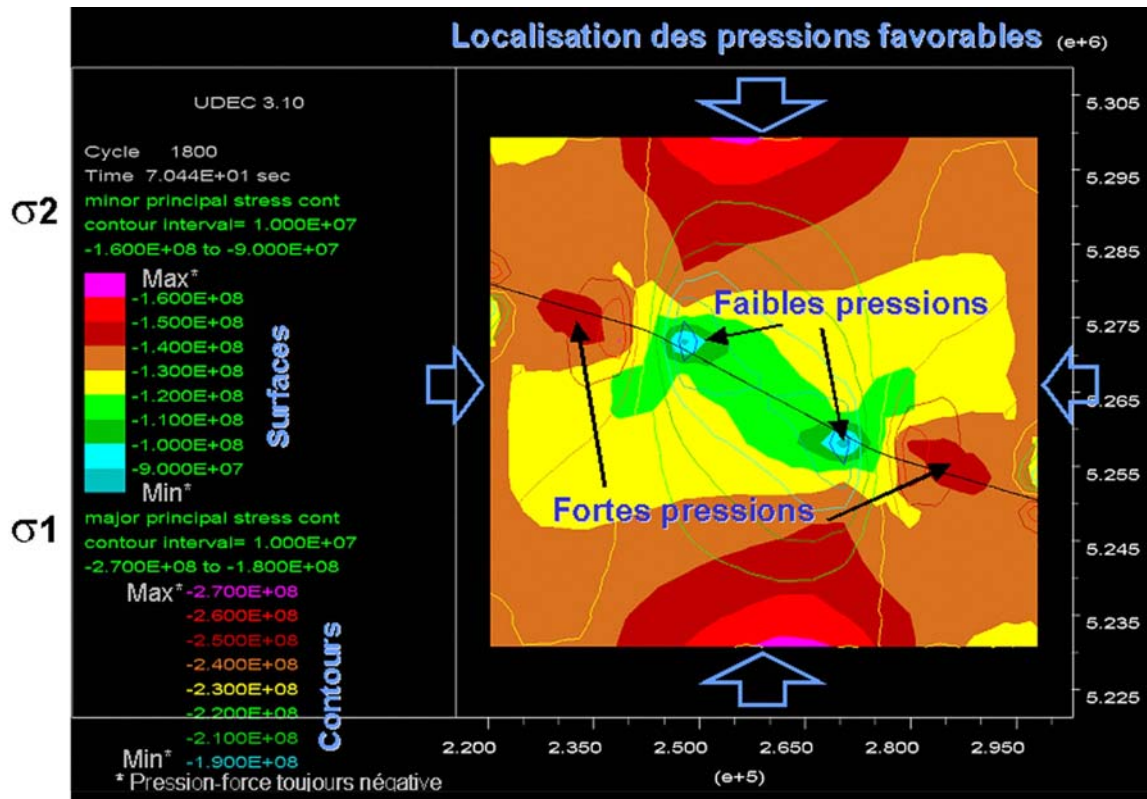 Localisation des pressions favorables (e+6)
UDEC 3.10
Cycle 1800
Time 7.044E+01 sec
σ2
minor principal stress cont
contour interval= 1.000E+07
-1.600E+08 to -9.000E+07
Max*
-1.600E+08
-1.500E+08
-1.400E+08
-1.300E+08
-1.200E+08
-1.100E+08
-1.000E+08
-9.000E+07
Min*
Surfaces
σ1
major principal stress cont
contour interval= 1.000E+07
-2.700E+08 to -1.800E+08
Max* -2.700E+08
-2.600E+08
-2.500E+08
-2.400E+08
-2.300E+08
-2.200E+08
-2.100E+08
Min* -1.900E+08
Contours
* Pression-force toujours négative
Faibles pressions
Fortes pressions
5.305
5.295
5.285
5.275
5.265
5.255
5.245
5.235
5.225
2.200 2.350 2.500 2.650 2.800 2.950
(e+5)